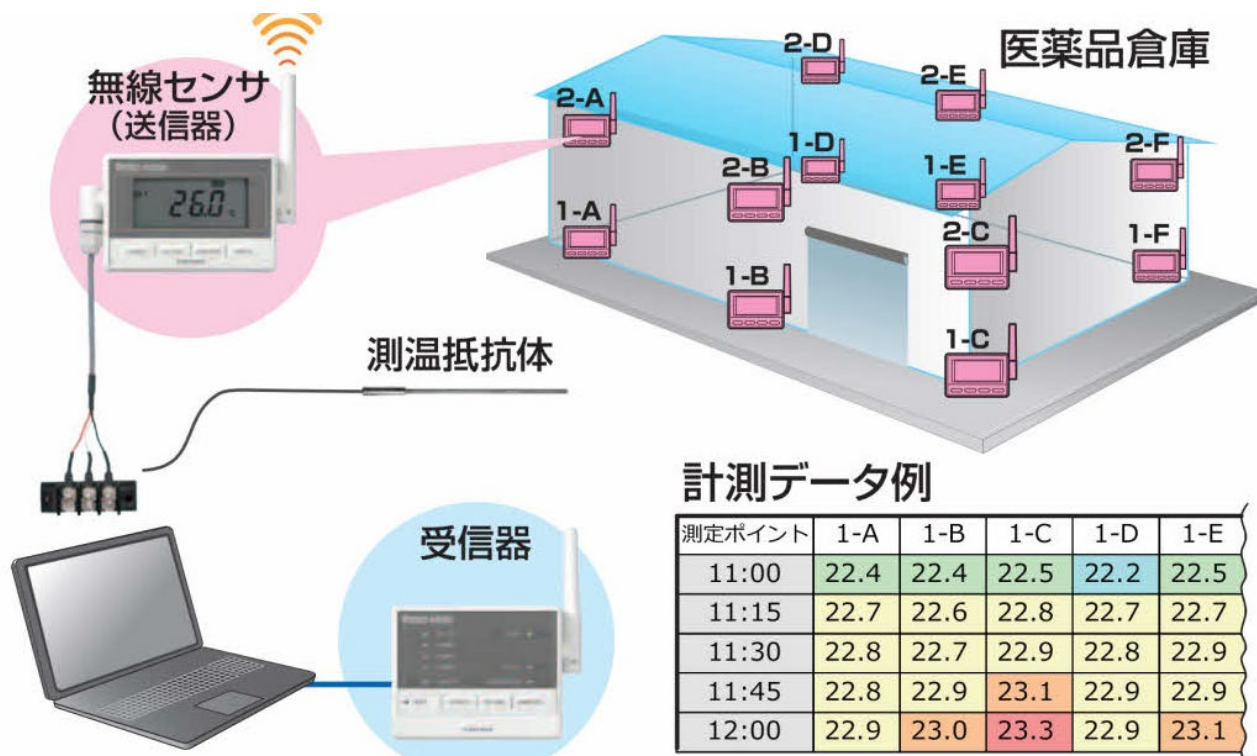 無線センサ
(送信器)
26.0
℃
測温抵抗体
受信器
医薬品倉庫
2-D
2-E
2-A
2-F
1-D
2-B
1-E
1-A
2-C
1-F
1-B
1-C
計測データ例
測定ポイント 1-A 1-B 1-C 1-D 1-E
11:00 22.4 22.4 22.5 22.2 22.5
11:15 22.7 22.6 22.8 22.7 22.7
11:30 22.8 22.7 22.9 22.8 22.9
11:45 22.8 22.9 23.1 22.9 22.9
12:00 22.9 23.0 23.3 22.9 23.1